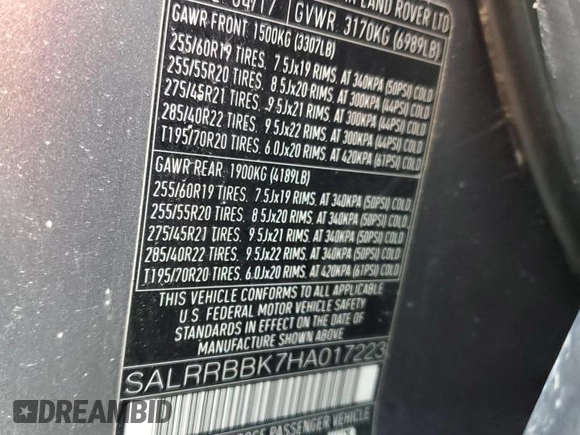 04/17
LAND ROVER LTD
GVWR. 3170KG (6989LB)
GAWR FRONT 1500KG (3307LB)
255/60R19 TIRES, 7.5Jx19 RIMS, AT 340KPA (50PSI) COLD
255/55R20 TIRES, 8 5Jx20 RIMS, AT 300KPA (44PSI) COLD
275/45R21 TIRES, 9.5Jx21 RIMS, AT 300KPA (44PSI) COLD
285/40R22 TIRES, 9.5Jx22 RIMS, AT 300KPA (44PSI) COLD
T195/70R20 TIRES, 6.0Jx20 RIMS, AT 420KPA (61PSI) COLD
GAWR REAR 1900KG (4189LB)
255/60R19 TIRES, 7.5Jx19 RIMS, AT 340KPA (50PSI) COLD
255/55R20 TIRES, 8 5Jx20 RIMS, AT 340KPA (50PSI) COLD
275/45R21 TIRES, 9.5Jx21 RIMS, AT 340KPA (50PSI) COLD
285/40R22 TIRES, 9.5Jx22 RIMS, AT 340KPA (50PSI) COLD
T195/70R20 TIRES, 6.0Jx20 RIMS, AT 420KPA (61PSI) COLD
THIS VEHICLE CONFORMS TO ALL APPLICABLE
U.S. FEDERAL MOTOR VEHICLE SAFETY
STANDARDS IN EFFECT ON THE DATE OF
MANUFACTURE SHOWN ABOVE
SALRRBBK7HA017223
PASSENGER VEHICLE
DREAMBID